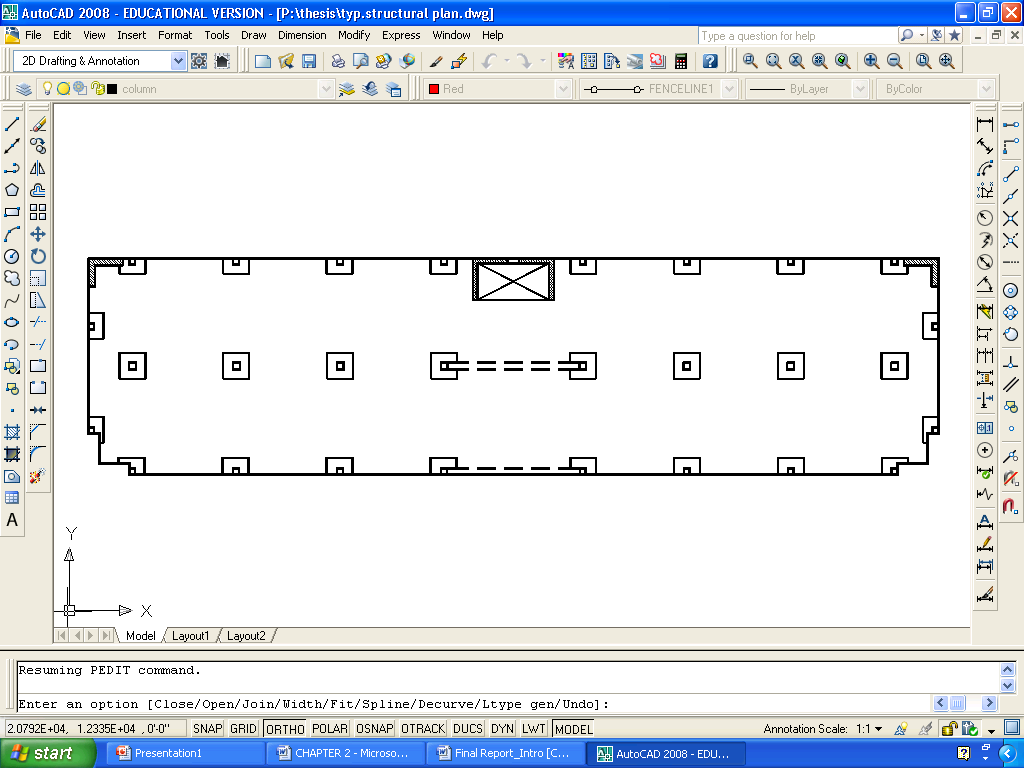 AutoCAD 2008 - EDUCATIONAL VERSION - [P:\thesis\typ.structural plan.dwg]
File Edit View Insert Format Tools Draw Dimension Modify Express Window Help
Type a question for help
2D Drafting & Annotation
column
Red
FENCELINE1
ByLayer
ByColor
A
Y
X
Model Layout1 Layout2
Resuming PEDIT command.
Enter an option [Close/Open/Join/Width/Fit/Spline/Decurve/Ltype gen/Undo]:
2.0792E+04, 1.2335E+04 , 0'-0" SNAP GRID ORTHO POLAR OSNAP OTRACK DUCS DYN LWT MODEL Annotation Scale: 1:1
start Presentation1 CHAPTER 2 - Microso... Final Report_Intro [C... AutoCAD 2008 - EDU...